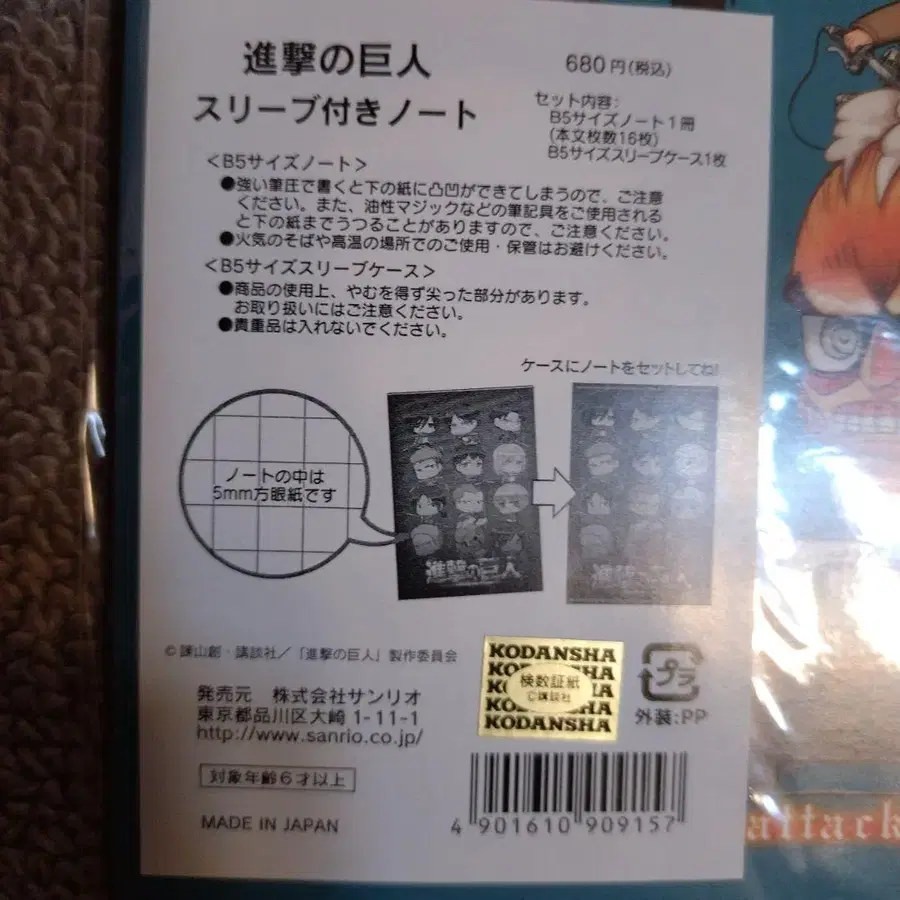 進撃の巨人
スリーブ付きノート
680円(税込)
セット内容:
B5サイズノート1冊
(本文枚数16枚)
B5サイズスリーブケース1枚
<B5サイズノート>
●強い筆圧で書くと下の紙に凸凹ができてしまうので、ご注意
ください。また、油性マジックなどの筆記具をご使用される
と下の紙までうつることがありますので、ご注意ください。
●火気のそばや高温の場所でのご使用・保管はお避けください。
<B5サイズスリーブケース>
●商品の使用上、やむを得ず尖った部分があります。
お取り扱いにはご注意ください。
●貴重品は入れないでください。
ケースにノートをセットしてね!
ノートの中は
5mm方眼紙です
進撃の巨人
進撃の巨人
©諫山創・講談社/「進撃の巨人」製作委員会
発売元 株式会社サンリオ
東京都品川区大崎 1-11-1
http://www.sanrio.co.jp/
対象年齢6才以上
MADE IN JAPAN
KODANSHA
KODANSHA
検数証紙
©講談社
KODANSHA
KODANSHA
プラ
外装:PP
4 901610 909157
attack